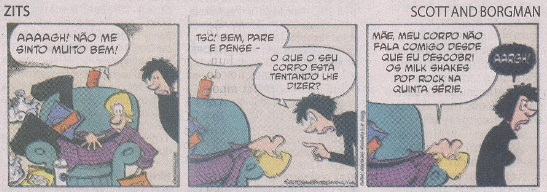 ZITS
SCOTT AND BORGMAN
AAAAGH! NÃO ME
SINTO MUITO BEM!
TSC! BEM, PARE
E PENSE -
O QUE O SEU
CORPO ESTÁ
TENTANDO LHE
DIZER?
MÃE, MEU CORPO NÃO
FALA COMIGO DESDE
QUE EU DESCOBRI
OS MILK SHAKES
POP ROCK NA
QUINTA SÉRIE.
AARGH!